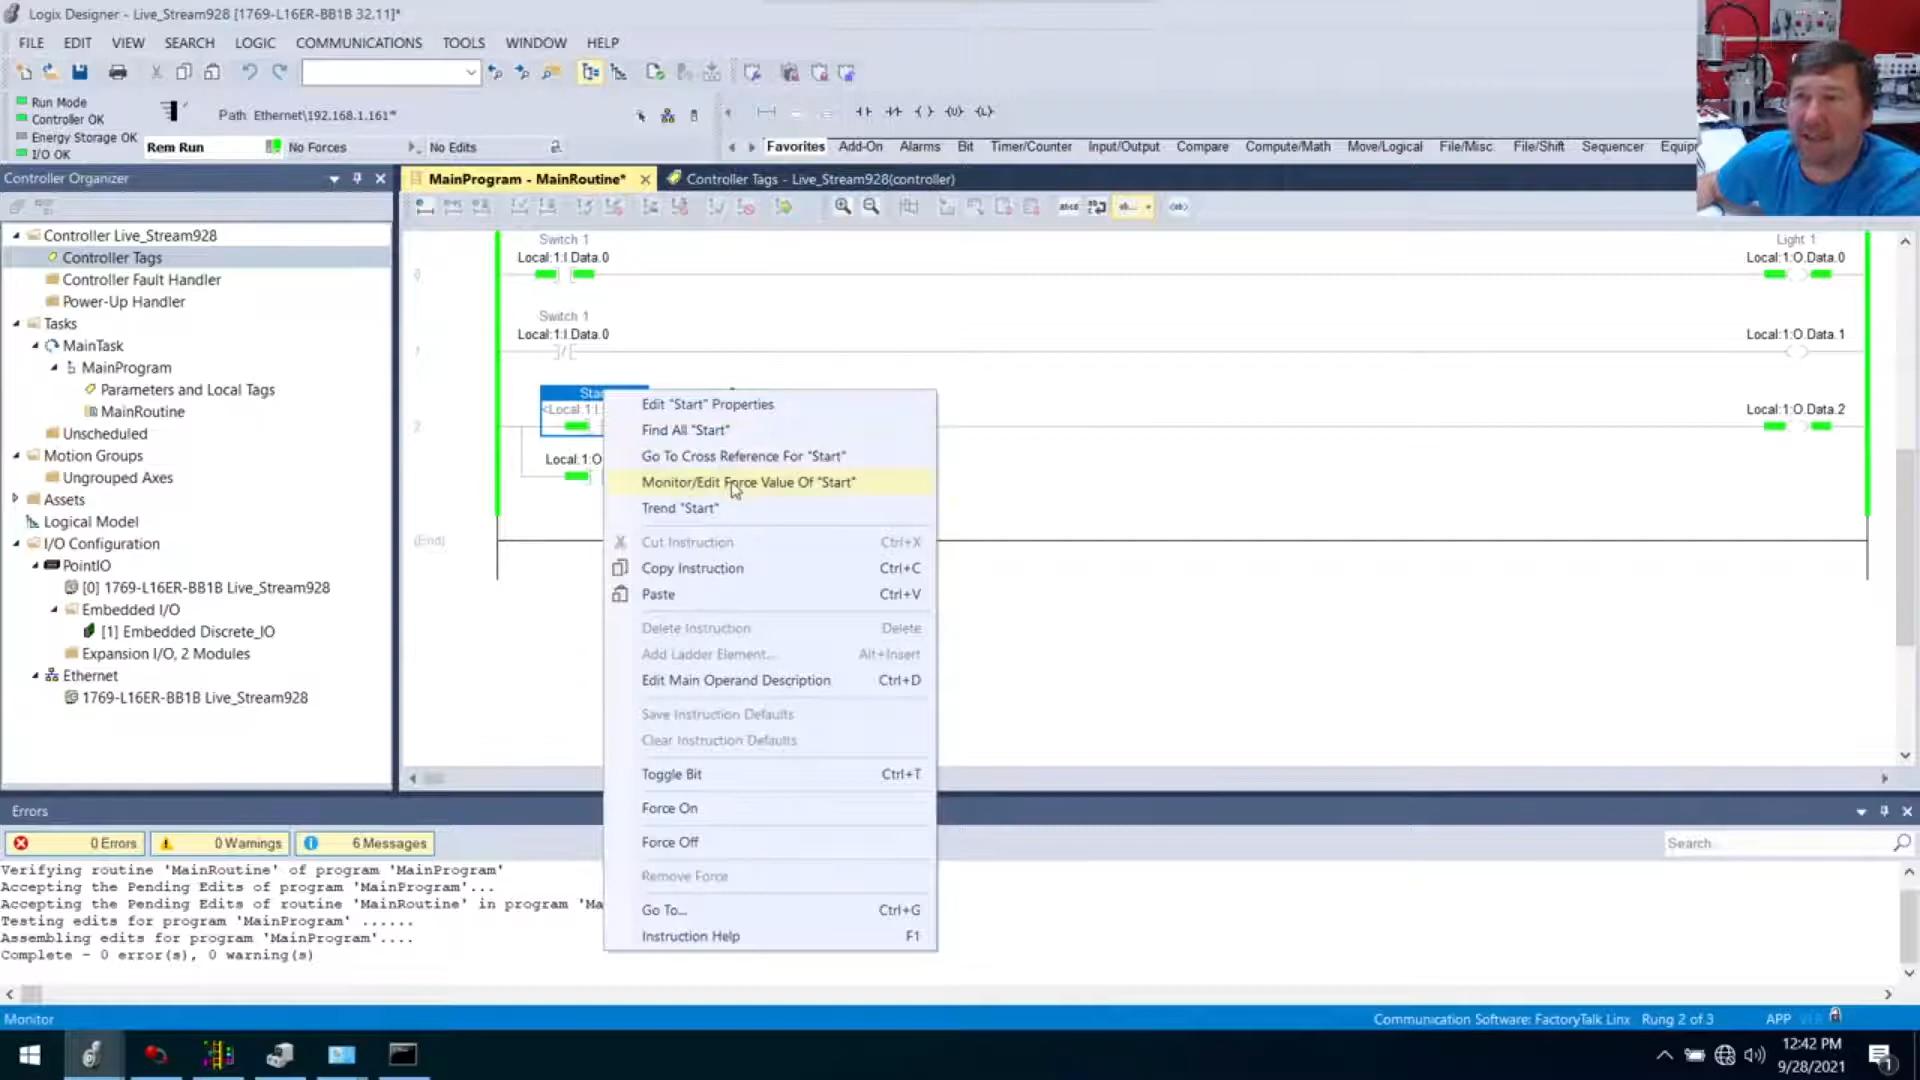 Logix Designer - Live_Stream928 [1769-L16ER-BB1B 32.11]*
FILE EDIT VIEW SEARCH LOGIC COMMUNICATIONS TOOLS WINDOW HELP
Run Mode
Controller OK
Energy Storage OK
I/O OK
Path: Ethernet\192.168.1.161*
Rem Run No Forces No Edits
Favorites Add-On Alarms Bit Timer/Counter Input/Output Compare Compute/Math Move/Logical File/Misc. File/Shift Sequencer Equip
Controller Organizer
MainProgram - MainRoutine*
Controller Tags - Live_Stream928(controller)
Controller Live_Stream928
Controller Tags
Controller Fault Handler
Power-Up Handler
Tasks
MainTask
MainProgram
Parameters and Local Tags
MainRoutine
Unscheduled
Motion Groups
Ungrouped Axes
Assets
Logical Model
I/O Configuration
PointIO
[0] 1769-L16ER-BB1B Live_Stream928
Embedded I/O
[1] Embedded Discrete_IO
Expansion I/O, 2 Modules
Ethernet
1769-L16ER-BB1B Live_Stream928
Switch 1
Local:1:I.Data.0
Light 1
Local:1:O.Data.0
0
Switch 1
Local:1:I.Data.0
Local:1:O.Data.1
1
Star
<Local:1:I.
Local:1:O.Data.2
2
Local:1:O
(End)
Edit "Start" Properties
Find All "Start"
Go To Cross Reference For "Start"
Monitor/Edit Force Value Of "Start"
Trend "Start"
Cut Instruction Ctrl+X
Copy Instruction Ctrl+C
Paste Ctrl+V
Delete Instruction Delete
Add Ladder Element... Alt+Insert
Edit Main Operand Description Ctrl+D
Save Instruction Defaults
Clear Instruction Defaults
Toggle Bit Ctrl+T
Force On
Force Off
Remove Force
Go To... Ctrl+G
Instruction Help F1
Errors
0 Errors 0 Warnings 6 Messages
Search...
Verifying routine 'MainRoutine' of program 'MainProgram'
Accepting the Pending Edits of program 'MainProgram'...
Accepting the Pending Edits of routine 'MainRoutine' in program 'Ma
Testing edits for program 'MainProgram' ......
Assembling edits for program 'MainProgram'....
Complete - 0 error(s), 0 warning(s)
Monitor
Communication Software: FactoryTalk Linx Rung 2 of 3 APP
12:42 PM
9/28/2021
1